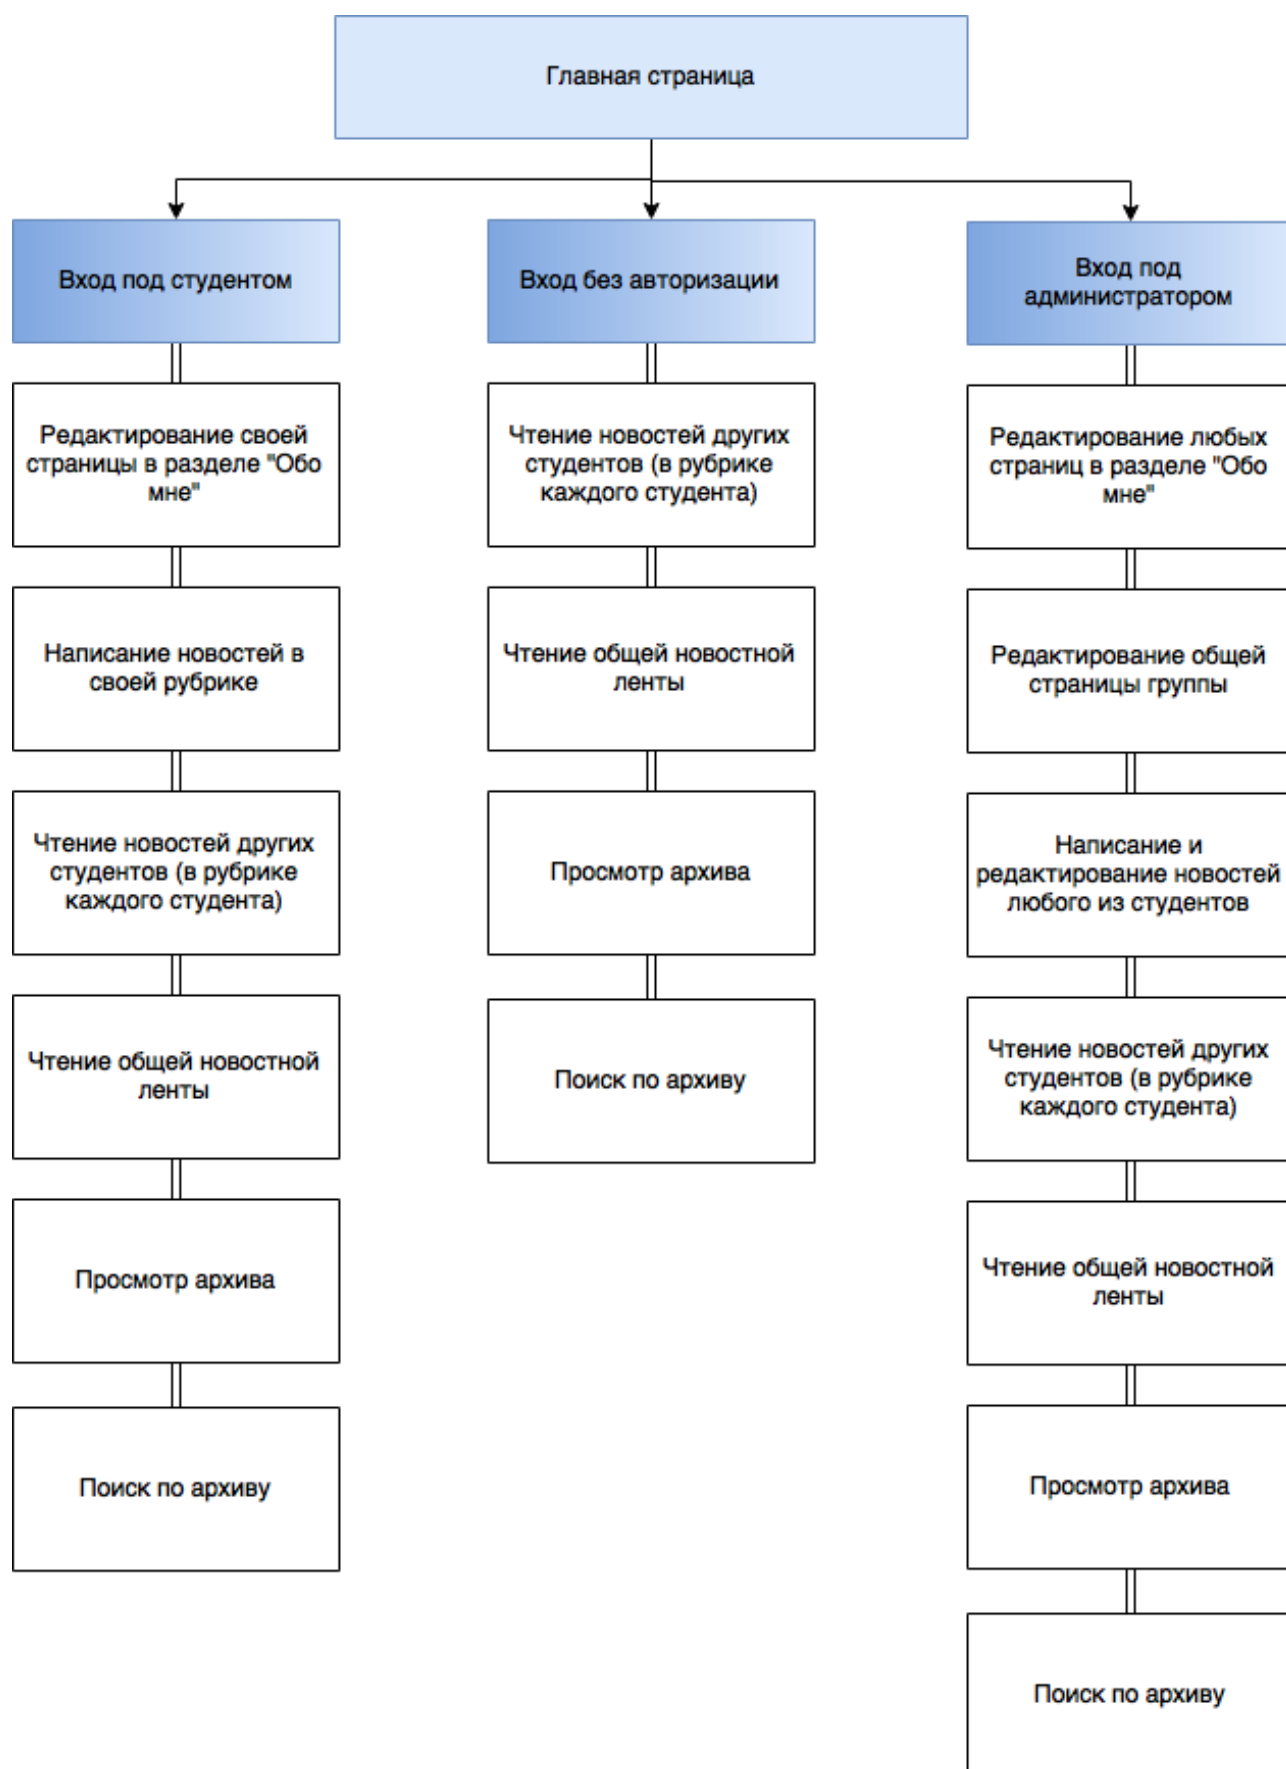 Главная страница
Вход под студентом
Редактирование своей
страницы в разделе "Обо
мне"
Написание новостей в
своей рубрике
Чтение новостей других
студентов (в рубрике
каждого студента)
Чтение общей новостной
ленты
Просмотр архива
Поиск по архиву
Вход без авторизации
Чтение новостей других
студентов (в рубрике
каждого студента)
Чтение общей новостной
ленты
Просмотр архива
Поиск по архиву
Вход под
администратором
Редактирование любых
страниц в разделе "Обо
мне"
Редактирование общей
страницы группы
Написание и
редактирование новостей
любого из студентов
Чтение новостей других
студентов (в рубрике
каждого студента)
Чтение общей новостной
ленты
Просмотр архива
Поиск по архиву